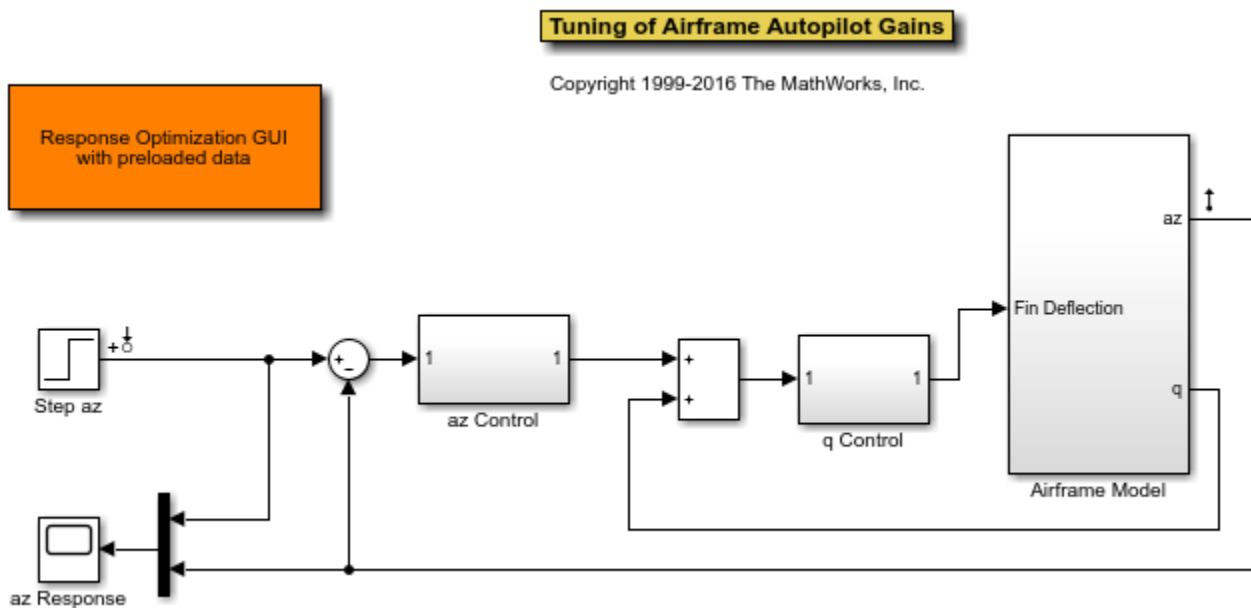 Tuning of Airframe Autopilot Gains
Copyright 1999-2016 The MathWorks, Inc.
Response Optimization GUI
with preloaded data
az
Fin Deflection
+
+
−
1
1
+
+
1
1
Step az
az Control
q Control
q
Airframe Model
az Response